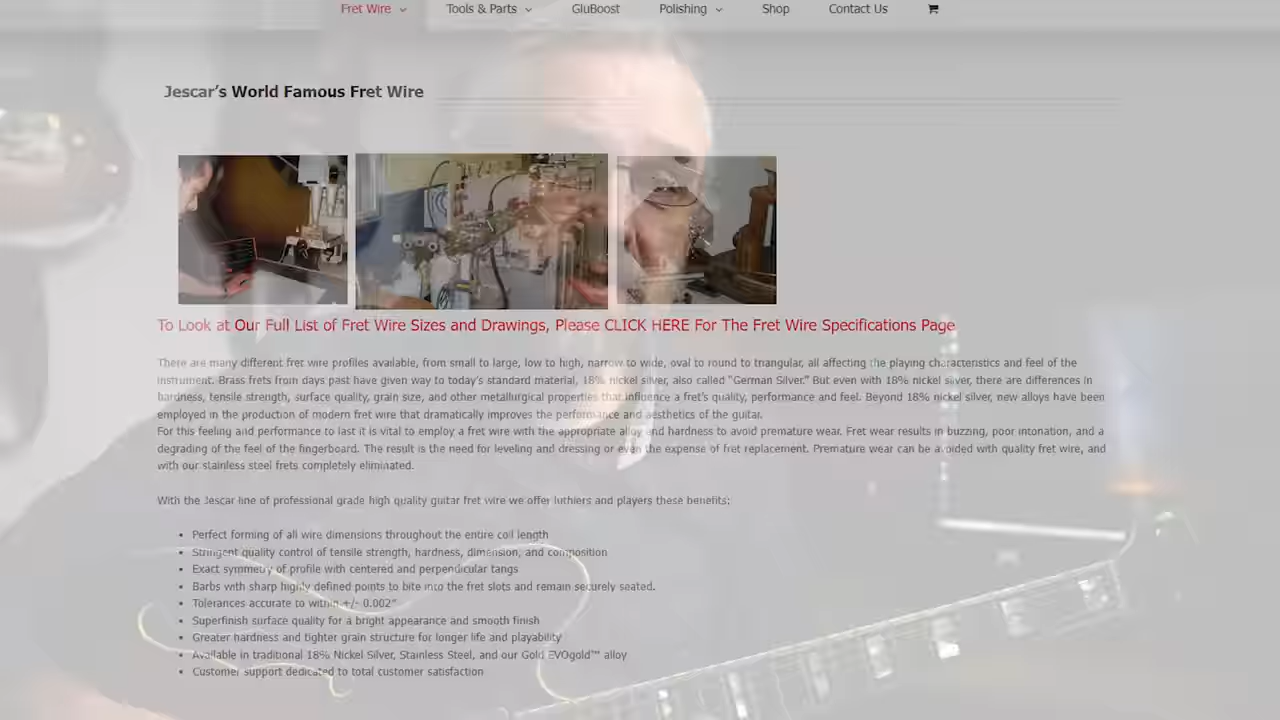 Fret Wire Tools & Parts GluBoost Polishing Shop Contact Us
Jescar's World Famous Fret Wire
To Look at Our Full List of Fret Wire Sizes and Drawings, Please CLICK HERE For The Fret Wire Specifications Page
There are many different fret wire profiles available, from small to large, low to high, narrow to wide, oval to round to triangular, all affecting the playing characteristics and feel of the
instrument. Brass frets from days past have given way to today's standard material, 18% nickel silver, also called "German Silver." But even with 18% nickel silver, there are differences in
hardness, tensile strength, surface quality, grain size, and other metallurgical properties that influence a fret's quality, performance and feel. Beyond 18% nickel silver, new alloys have been
employed in the production of modern fret wire that dramatically improves the performance and aesthetics of the guitar.
For this feeling and performance to last it is vital to employ a fret wire with the appropriate alloy and hardness to avoid premature wear. Fret wear results in buzzing, poor intonation, and a
degrading of the feel of the fingerboard. The result is the need for leveling and dressing or even the expense of fret replacement. Premature wear can be avoided with quality fret wire, and
with our stainless steel frets completely eliminated.
With the Jescar line of professional grade high quality guitar fret wire we offer luthiers and players these benefits:
• Perfect forming of all wire dimensions throughout the entire coil length
• Stringent quality control of tensile strength, hardness, dimension, and composition
• Exact symmetry of profile with centered and perpendicular tangs
• Barbs with sharp highly defined points to bite into the fret slots and remain securely seated.
• Tolerances accurate to within +/- 0.002"
• Superfinish surface quality for a bright appearance and smooth finish
• Greater hardness and tighter grain structure for longer life and playability
• Available in traditional 18% Nickel Silver, Stainless Steel, and our Gold EVOgold™ alloy
• Customer support dedicated to total customer satisfaction